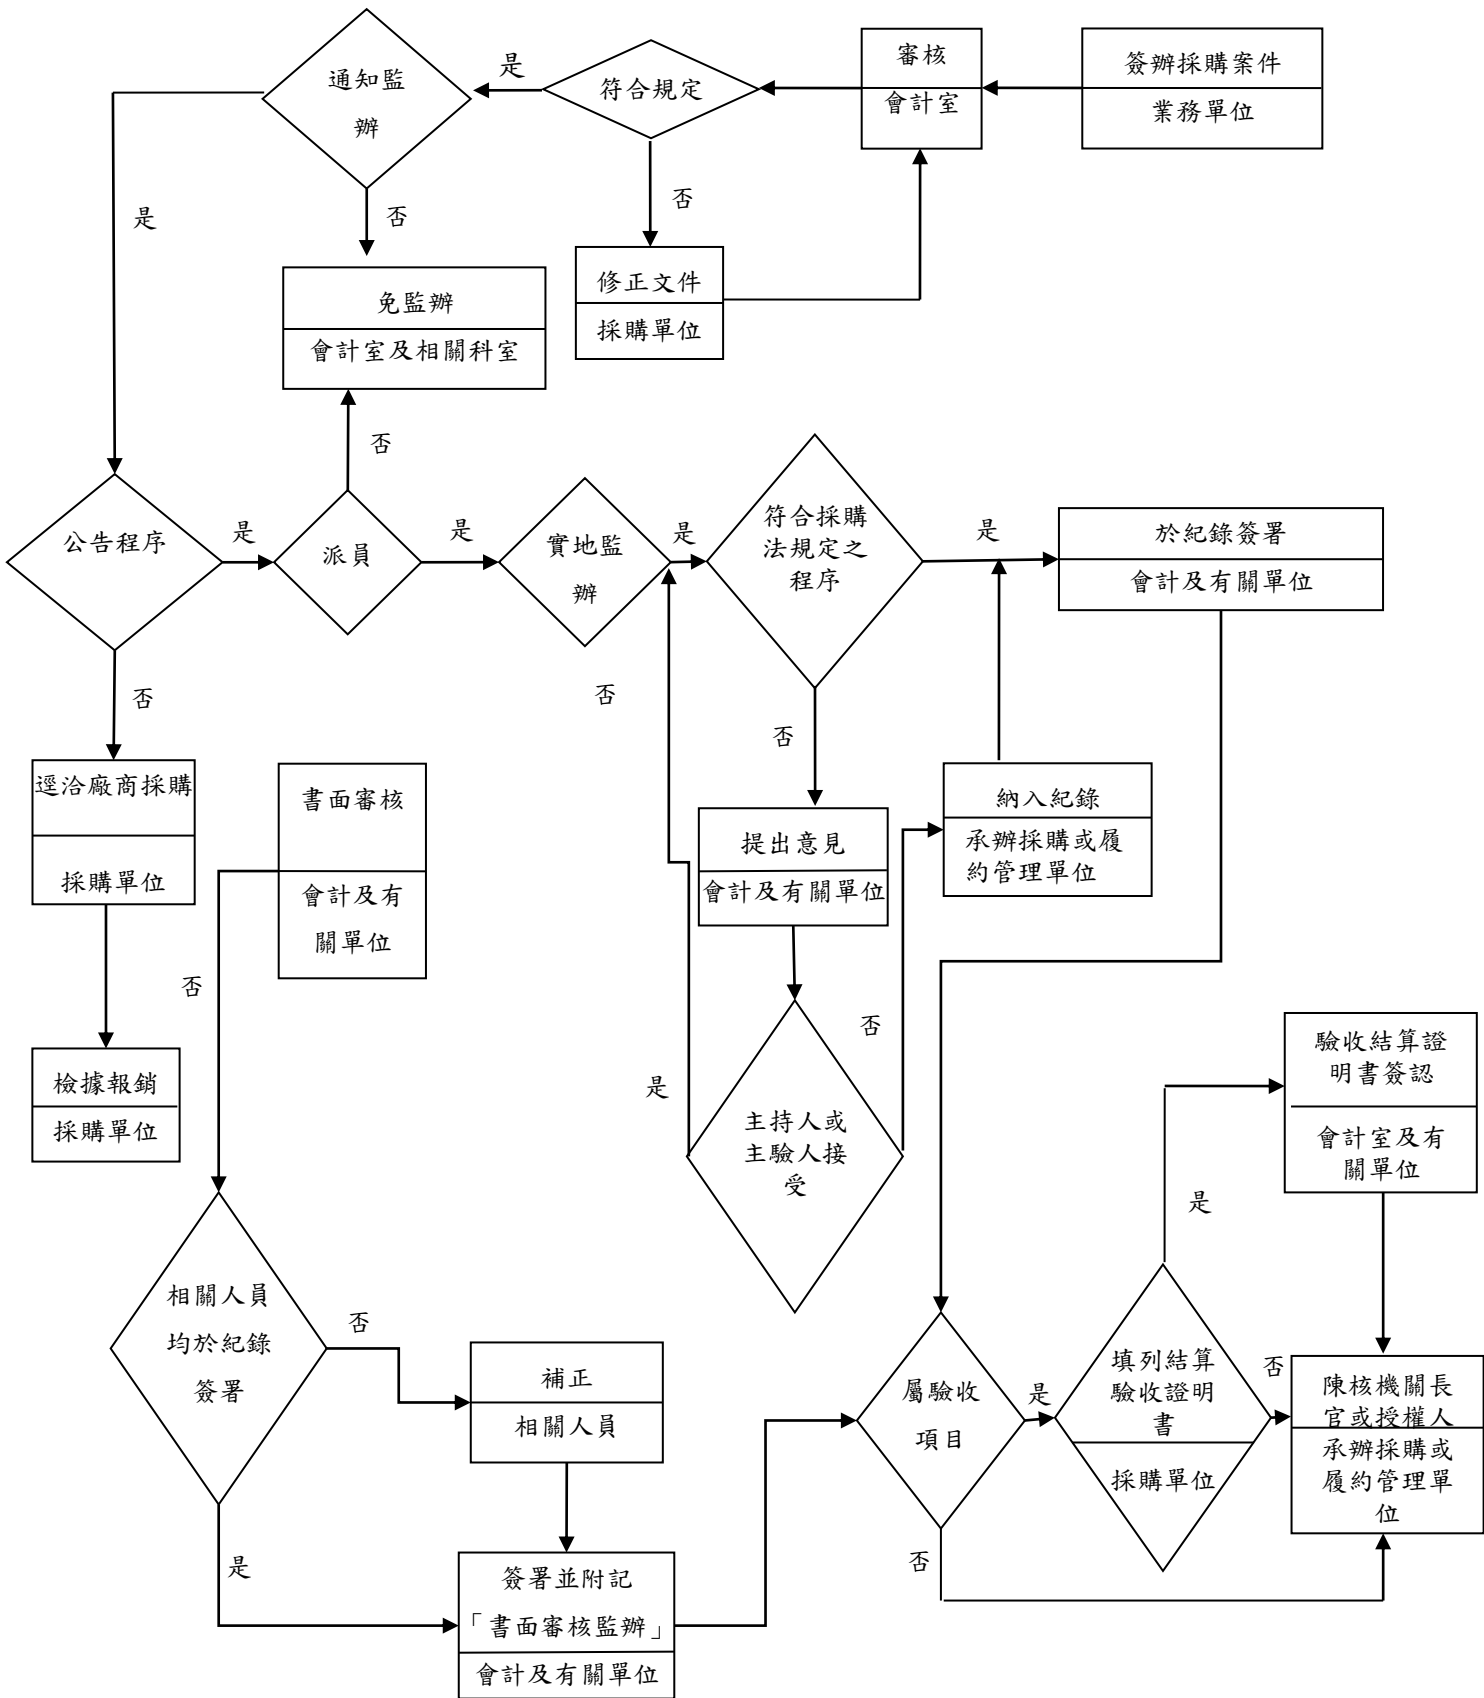 簽辦採購案件
業務單位
審核
會計室
符合規定
是
通知監
辦
否
修正文件
採購單位
否
免監辦
會計室及相關科室
是
公告程序
是
派員
否
是
實地監
辦
是
符合採購
法規定之
程序
是
於紀錄簽署
會計及有關單位
否
逕洽廠商採購
採購單位
檢據報銷
採購單位
否
書面審核
會計及有
關單位
否
否
提出意見
會計及有關單位
納入紀錄
承辦採購或履
約管理單位
主持人或
主驗人接
受
是
否
相關人員
均於紀錄
簽署
否
補正
相關人員
是
簽署並附記
「書面審核監辦」
會計及有關單位
屬驗收
項目
是
否
填列結算
驗收證明
書
採購單位
是
驗收結算證
明書簽認
會計室及有
關單位
否
陳核機關長
官或授權人
承辦採購或
履約管理單
位